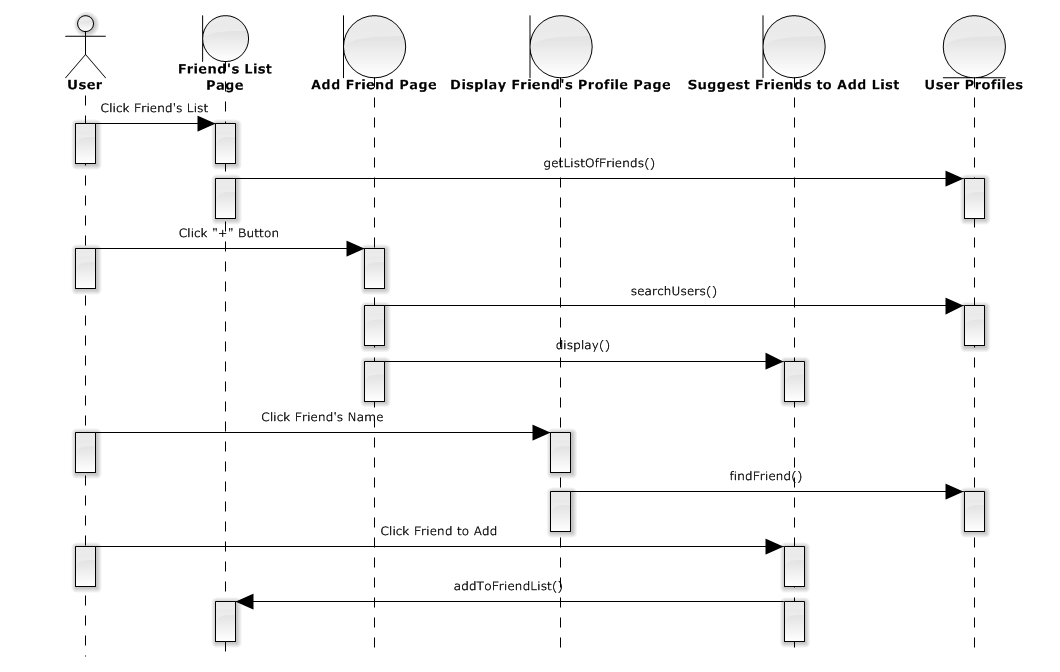 User
Friend's List
Page
Add Friend Page
Display Friend's Profile Page
Suggest Friends to Add List
User Profiles
Click Friend's List
getListOfFriends()
Click "+" Button
searchUsers()
display()
Click Friend's Name
findFriend()
Click Friend to Add
addToFriendList()